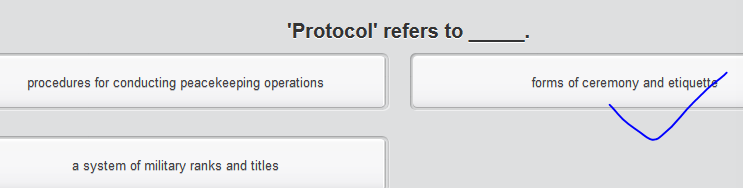 'Protocol' refers to _____.
procedures for conducting peacekeeping operations
forms of ceremony and etiquette
a system of military ranks and titles